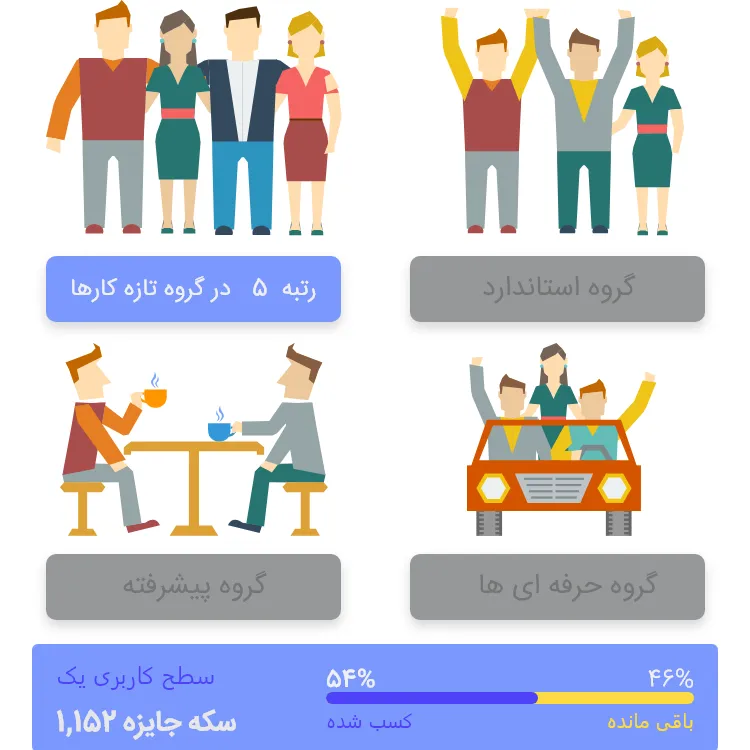 گروه استاندارد
رتبه ۵ در گروه تازه کارها
گروه حرفه ای ها
گروه پیشرفته
۴۶%
۵۴%
باقی مانده
کسب شده
سطح کاربری یک
۱,۱۵۲ سکه جایزه